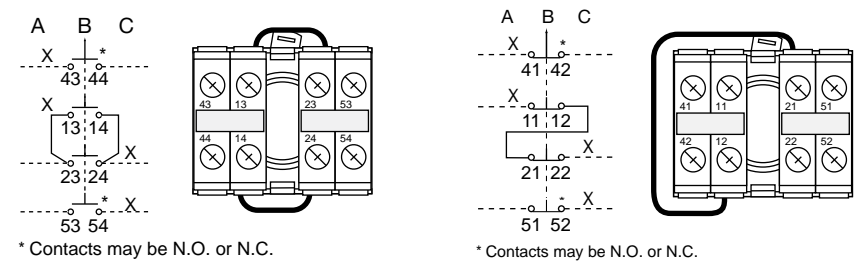 A B C
X *
43 44
X
13 14
X
23 24
* X
53 54
* Contacts may be N.O. or N.C.
43 13 23 53
44 14 24 54
A B C
X *
41 42
X
11 12
X
21 22
* X
51 52
* Contacts may be N.O. or N.C.
41 11 21 51
42 12 22 52